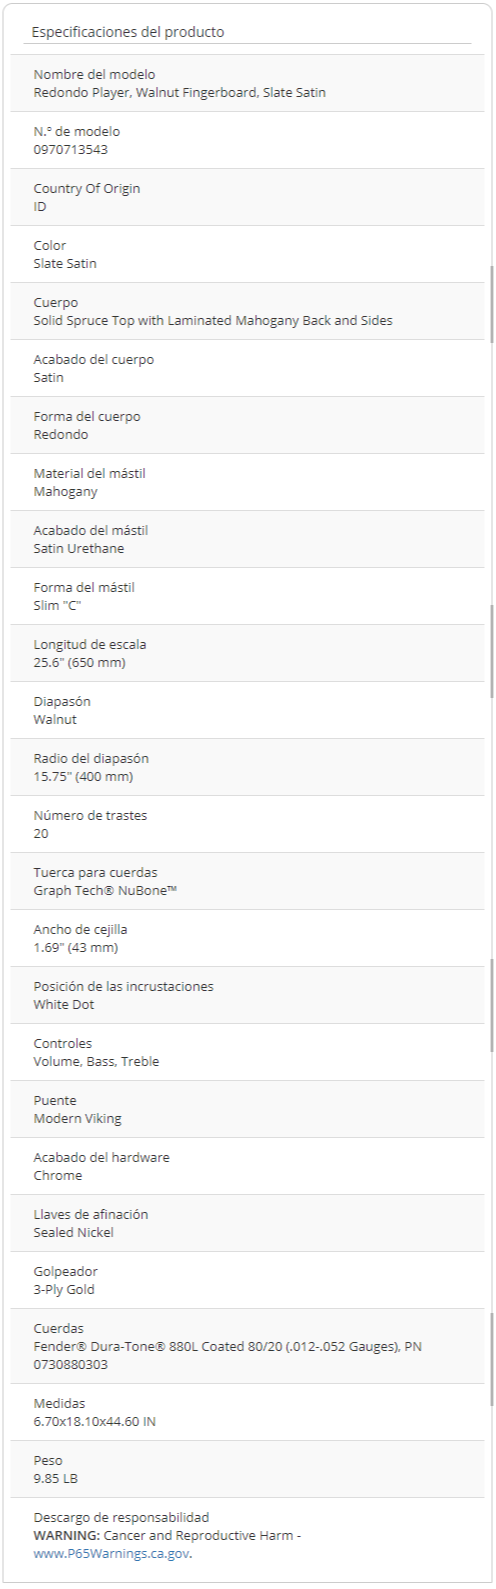 Especificaciones del producto
Nombre del modelo
Redondo Player, Walnut Fingerboard, Slate Satin
N.º de modelo
0970713543
Country Of Origin
ID
Color
Slate Satin
Cuerpo
Solid Spruce Top with Laminated Mahogany Back and Sides
Acabado del cuerpo
Satin
Forma del cuerpo
Redondo
Material del mástil
Mahogany
Acabado del mástil
Satin Urethane
Forma del mástil
Slim "C"
Longitud de escala
25.6" (650 mm)
Diapasón
Walnut
Radio del diapasón
15.75" (400 mm)
Número de trastes
20
Tuerca para cuerdas
Graph Tech® NuBone™
Ancho de cejilla
1.69" (43 mm)
Posición de las incrustaciones
White Dot
Controles
Volume, Bass, Treble
Puente
Modern Viking
Acabado del hardware
Chrome
Llaves de afinación
Sealed Nickel
Golpeador
3-Ply Gold
Cuerdas
Fender® Dura-Tone® 880L Coated 80/20 (.012-.052 Gauges), PN
0730880303
Medidas
6.70x18.10x44.60 IN
Peso
9.85 LB
Descargo de responsabilidad
WARNING: Cancer and Reproductive Harm -
www.P65Warnings.ca.gov.